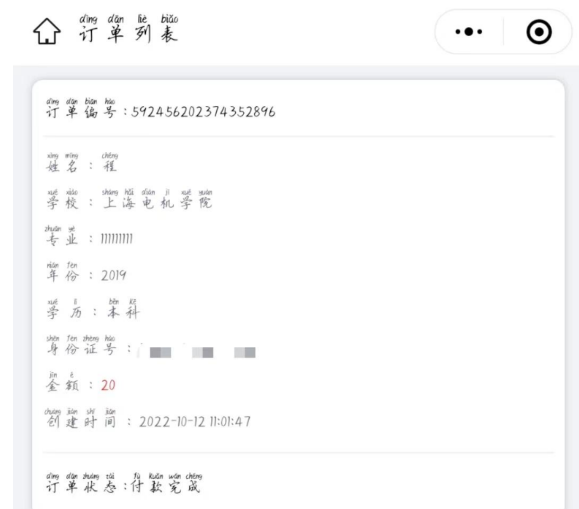 订单列表
订单编号:592456202374352896
姓名:程
学校:上海电机学院
专业:111111111
年份:2019
学历:本科
身份证号:
金额:20
创建时间:2022-10-12 11:01:47
订单状态:付款完成